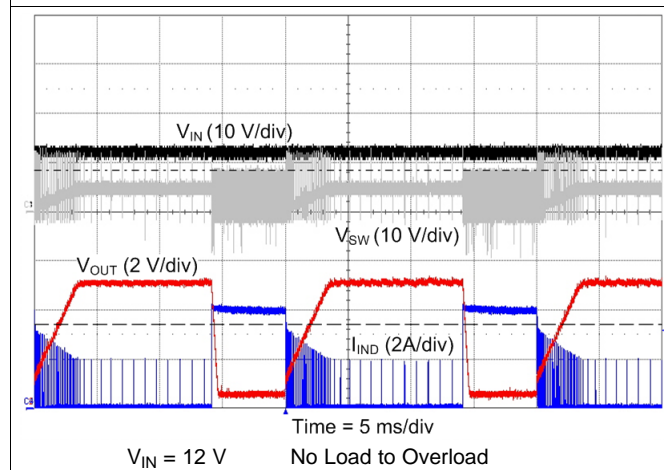 V_IN (10 V/div)
V_SW (10 V/div)
V_OUT (2 V/div)
I_IND (2A/div)
Time = 5 ms/div
V_IN = 12 V No Load to Overload